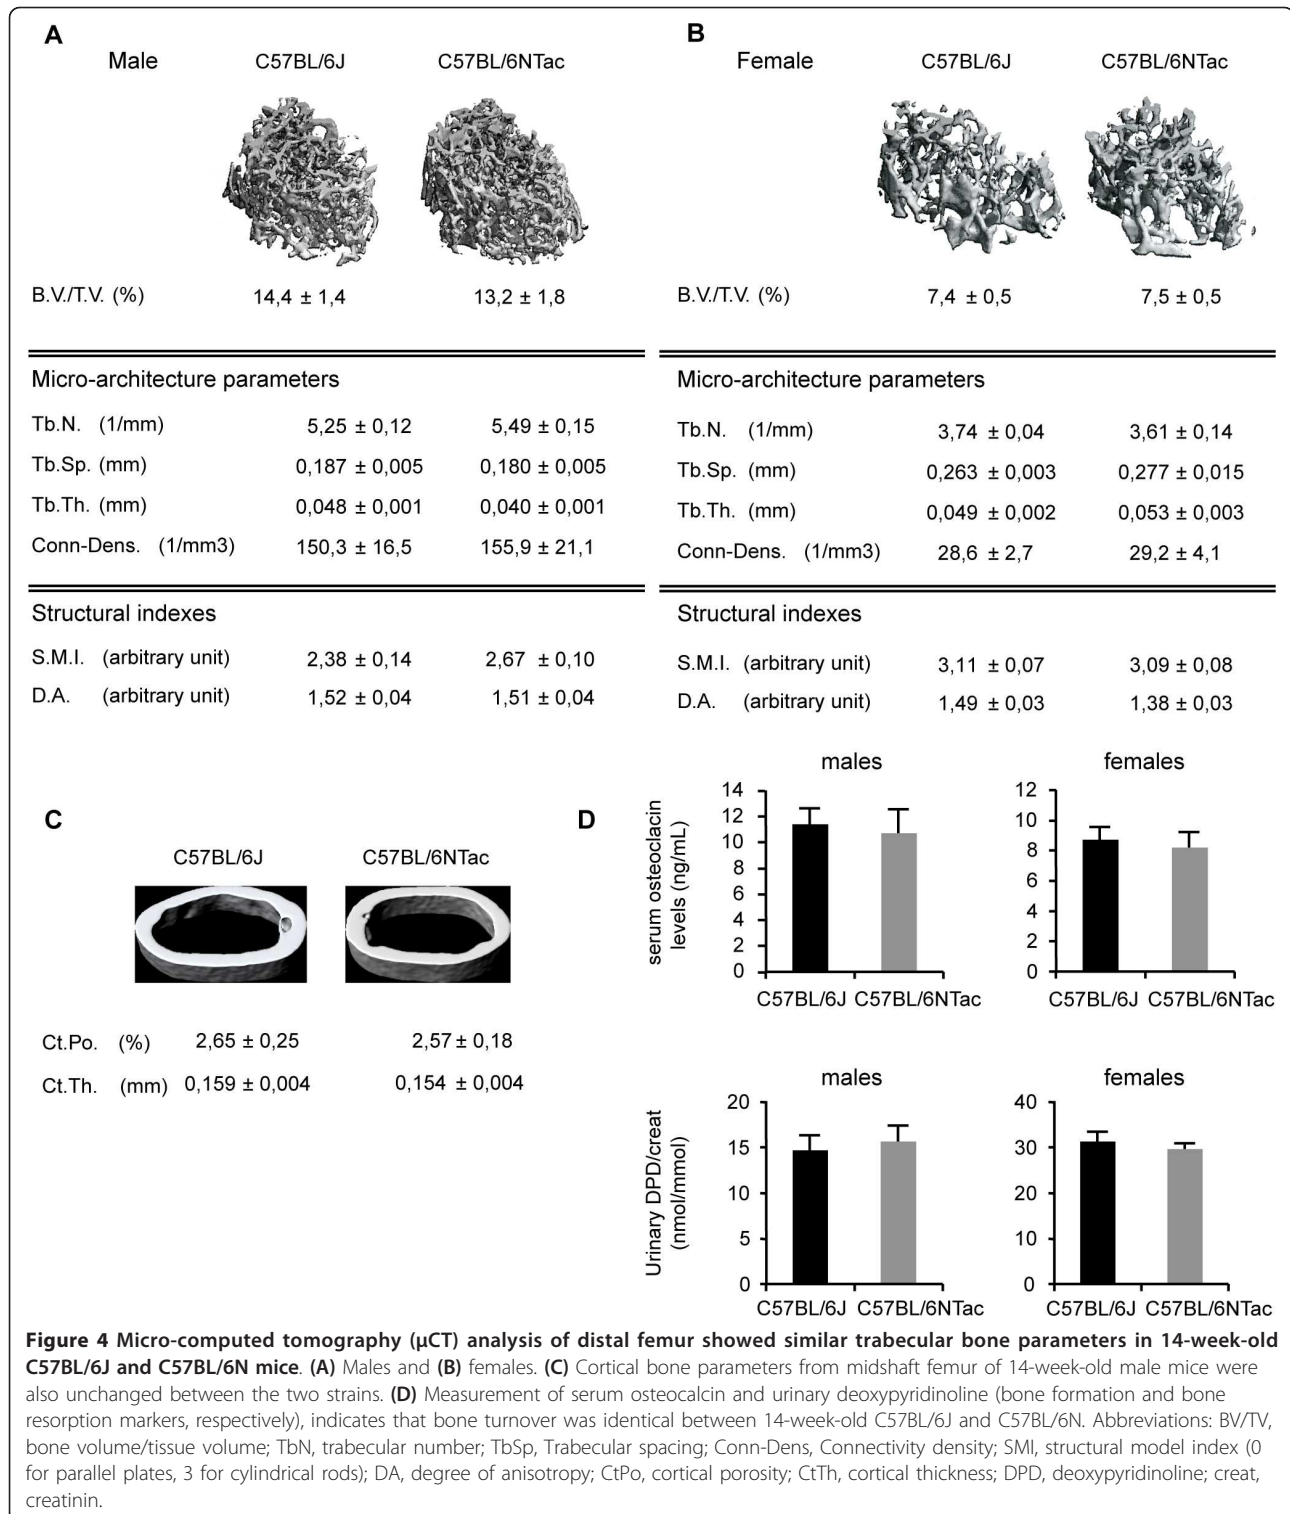 A
Male C57BL/6J C57BL/6NTac
B.V./T.V. (%) 14,4 ± 1,4 13,2 ± 1,8
Micro-architecture parameters
Tb.N. (1/mm) 5,25 ± 0,12 5,49 ± 0,15
Tb.Sp. (mm) 0,187 ± 0,005 0,180 ± 0,005
Tb.Th. (mm) 0,048 ± 0,001 0,040 ± 0,001
Conn-Dens. (1/mm3) 150,3 ± 16,5 155,9 ± 21,1
Structural indexes
S.M.I. (arbitrary unit) 2,38 ± 0,14 2,67 ± 0,10
D.A. (arbitrary unit) 1,52 ± 0,04 1,51 ± 0,04
B
Female C57BL/6J C57BL/6NTac
B.V./T.V. (%) 7,4 ± 0,5 7,5 ± 0,5
Micro-architecture parameters
Tb.N. (1/mm) 3,74 ± 0,04 3,61 ± 0,14
Tb.Sp. (mm) 0,263 ± 0,003 0,277 ± 0,015
Tb.Th. (mm) 0,049 ± 0,002 0,053 ± 0,003
Conn-Dens. (1/mm3) 28,6 ± 2,7 29,2 ± 4,1
Structural indexes
S.M.I. (arbitrary unit) 3,11 ± 0,07 3,09 ± 0,08
D.A. (arbitrary unit) 1,49 ± 0,03 1,38 ± 0,03
C
C57BL/6J C57BL/6NTac
Ct.Po. (%) 2,65 ± 0,25 2,57 ± 0,18
Ct.Th. (mm) 0,159 ± 0,004 0,154 ± 0,004
D
males
serum osteoclacin
levels (ng/mL)
14
12
10
8
6
4
2
0
C57BL/6J C57BL/6NTac
females
12
10
8
6
4
2
0
C57BL/6J C57BL/6NTac
males
Urinary DPD/creat
(nmol/mmol)
20
15
10
5
0
C57BL/6J C57BL/6NTac
females
40
30
20
10
0
C57BL/6J C57BL/6NTac
Figure 4 Micro-computed tomography (μCT) analysis of distal femur showed similar trabecular bone parameters in 14-week-old
C57BL/6J and C57BL/6N mice. (A) Males and (B) females. (C) Cortical bone parameters from midshaft femur of 14-week-old male mice were
also unchanged between the two strains. (D) Measurement of serum osteocalcin and urinary deoxypyridinoline (bone formation and bone
resorption markers, respectively), indicates that bone turnover was identical between 14-week-old C57BL/6J and C57BL/6N. Abbreviations: BV/TV,
bone volume/tissue volume; TbN, trabecular number; TbSp, Trabecular spacing; Conn-Dens, Connectivity density; SMI, structural model index (0
for parallel plates, 3 for cylindrical rods); DA, degree of anisotropy; CtPo, cortical porosity; CtTh, cortical thickness; DPD, deoxypyridinoline; creat,
creatinin.